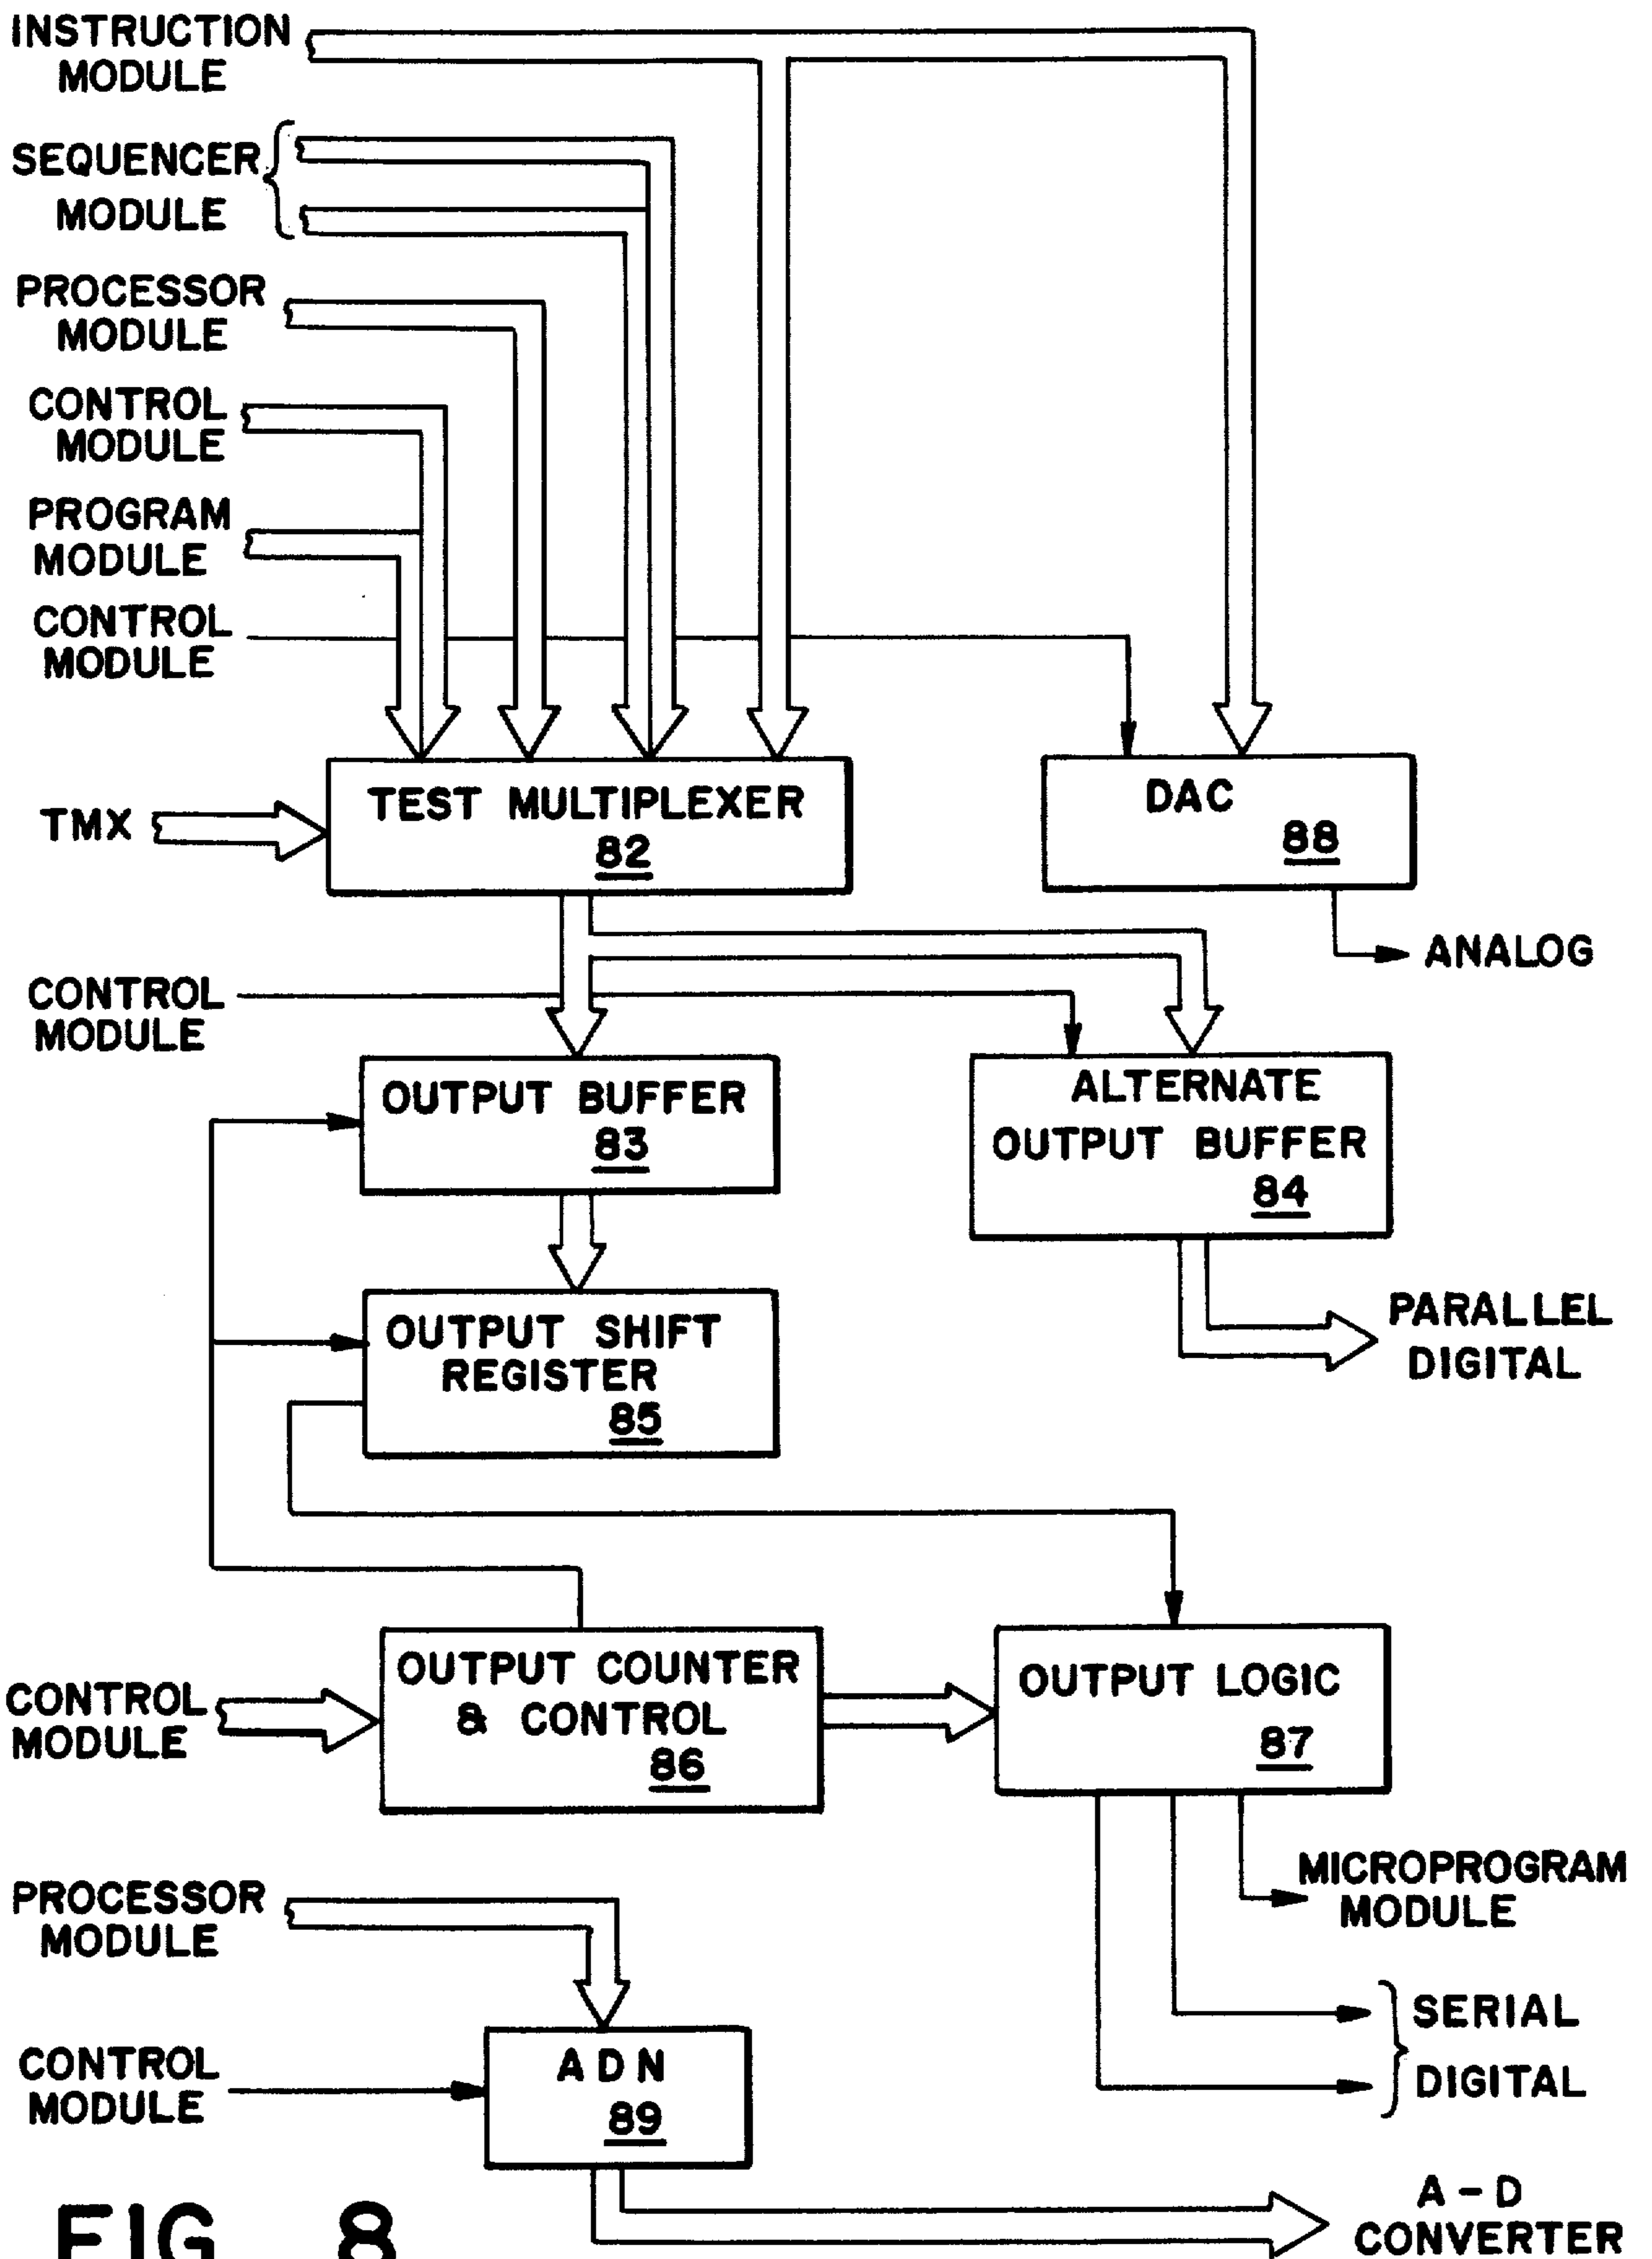 INSTRUCTION
MODULE
SEQUENCER
MODULE
PROCESSOR
MODULE
CONTROL
MODULE
PROGRAM
MODULE
CONTROL
MODULE
TMX
TEST MULTIPLEXER
82
DAC
88
ANALOG
CONTROL
MODULE
OUTPUT BUFFER
83
ALTERNATE
OUTPUT BUFFER
84
PARALLEL
DIGITAL
OUTPUT SHIFT
REGISTER
85
CONTROL
MODULE
OUTPUT COUNTER
& CONTROL
86
OUTPUT LOGIC
87
MICROPROGRAM
MODULE
SERIAL
DIGITAL
PROCESSOR
MODULE
CONTROL
MODULE
ADN
89
A-D
CONVERTER
FIG 8